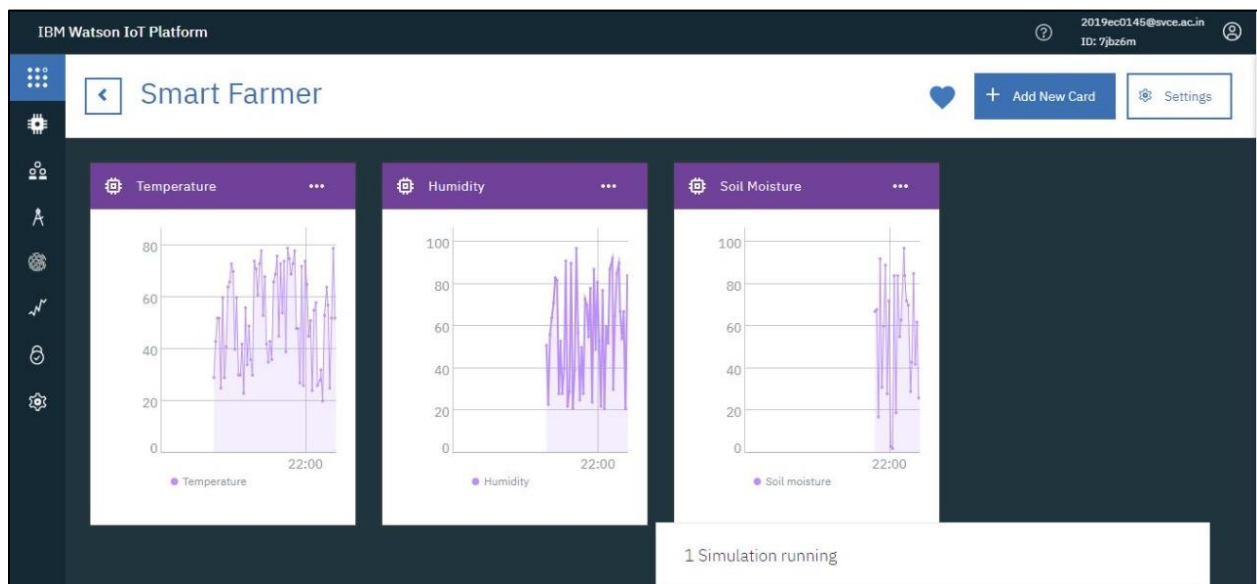 IBM Watson IoT Platform
2019ec0145@svce.ac.in
ID: 7jbz6m
Smart Farmer
+ Add New Card
Settings
Temperature
Humidity
Soil Moisture
80
60
40
20
0
22:00
Temperature
100
80
60
40
20
0
22:00
Humidity
100
80
60
40
20
0
22:00
Soil moisture
1 Simulation running